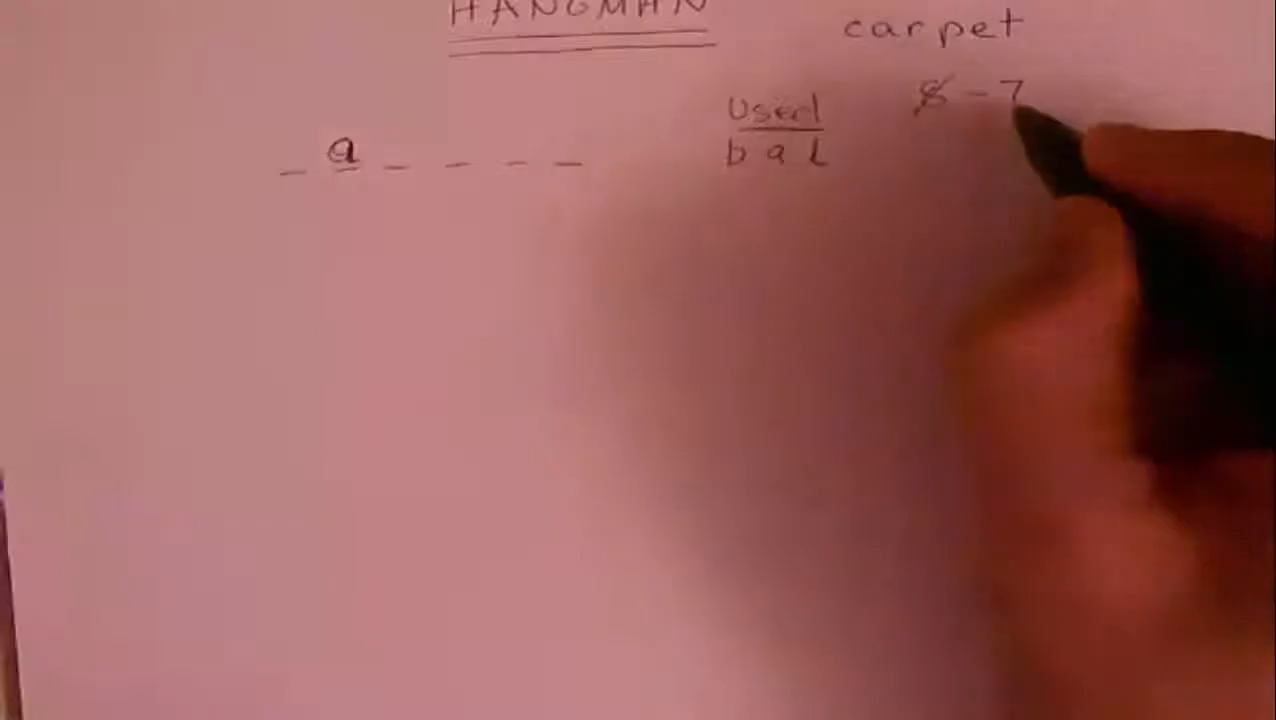 HANGMAN
carpet
8 - 7
Used
b a l
_ a _ _ _ _